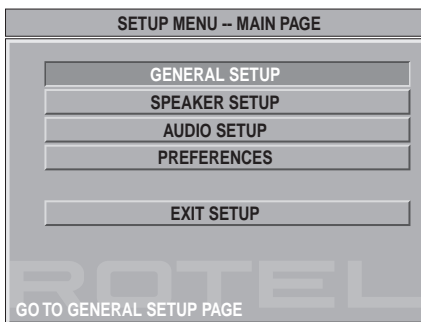 SETUP MENU -- MAIN PAGE
GENERAL SETUP
SPEAKER SETUP
AUDIO SETUP
PREFERENCES
EXIT SETUP
ROTEL
GO TO GENERAL SETUP PAGE